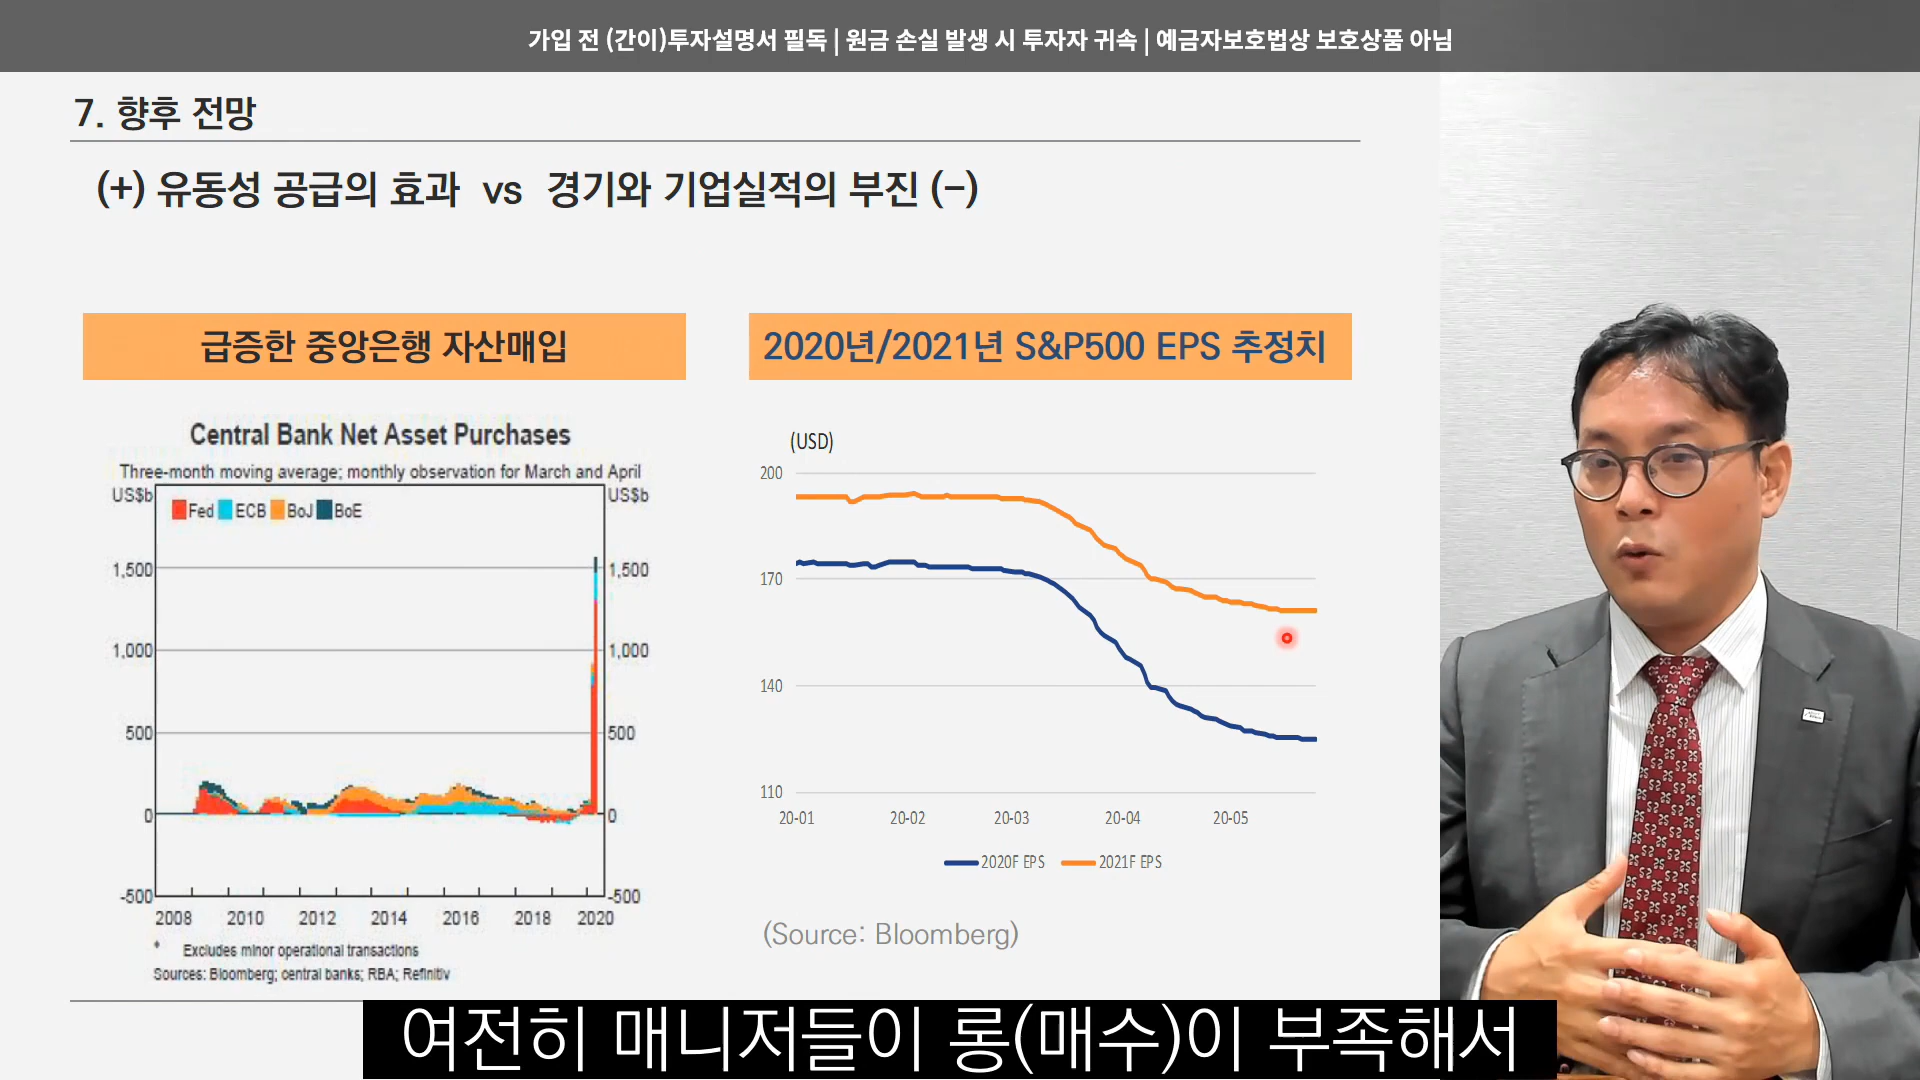 가입 전 (간이)투자설명서 필독 | 원금 손실 발생 시 투자자 귀속 | 예금자보호법상 보호상품 아님
7. 향후 전망
(+) 유동성 공급의 효과 vs 경기와 기업실적의 부진 (-)
급증한 중앙은행 자산매입
Central Bank Net Asset Purchases
Three-month moving average; monthly observation for March and April
US$b US$b
Fed ECB BoJ BoE
1,500 1,500
1,000 1,000
500 500
0 0
-500 -500
2008 2010 2012 2014 2016 2018 2020
* Excludes minor operational transactions
Sources: Bloomberg; central banks; RBA; Refinitiv
2020년/2021년 S&P500 EPS 추정치
(USD)
200
170
140
110
20-01 20-02 20-03 20-04 20-05
2020F EPS 2021F EPS
(Source: Bloomberg)
여전히 매니저들이 롱(매수)이 부족해서